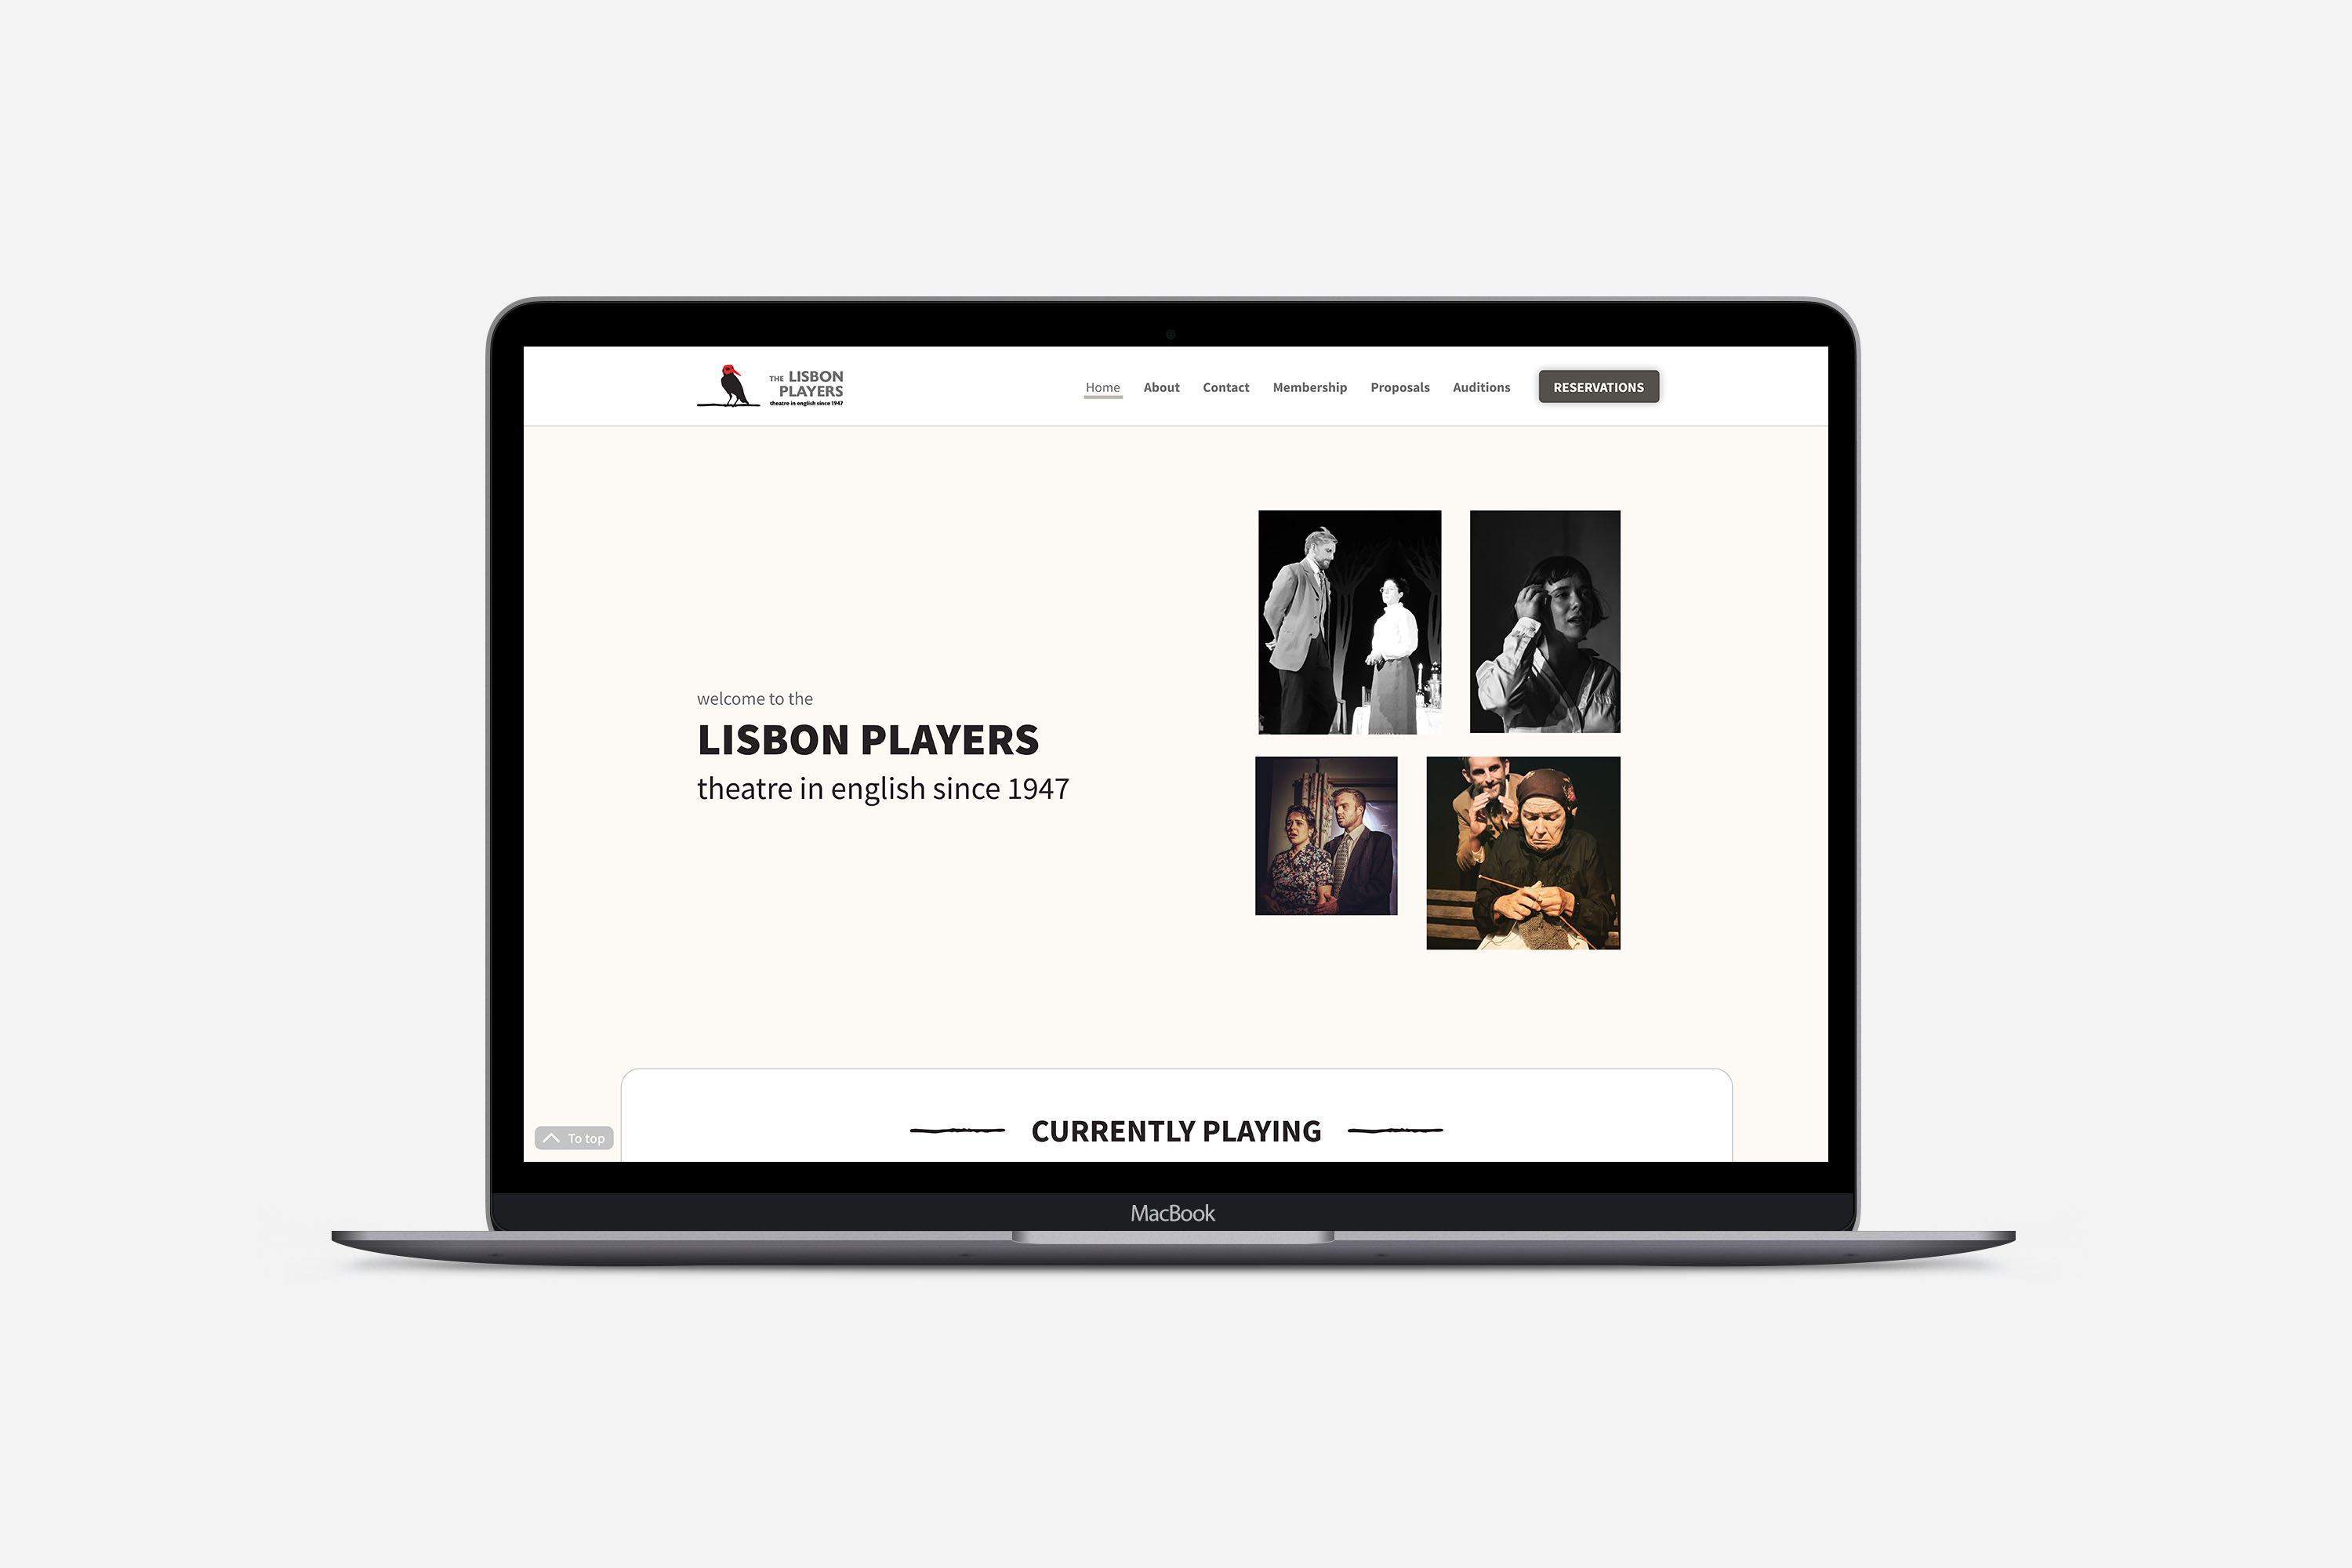 THE LISBON
PLAYERS
theatre in english since 1947
Home About Contact Membership Proposals Auditions RESERVATIONS
welcome to the
LISBON PLAYERS
theatre in english since 1947
CURRENTLY PLAYING
To top
MacBook